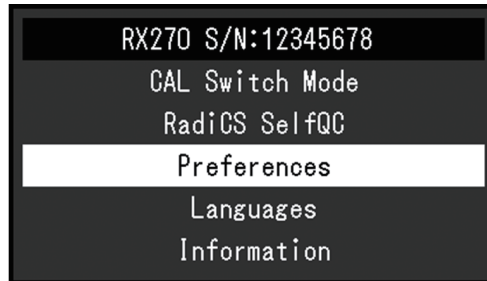 RX270 S/N:12345678
CAL Switch Mode
RadiCS SelfQC
Preferences
Languages
Information